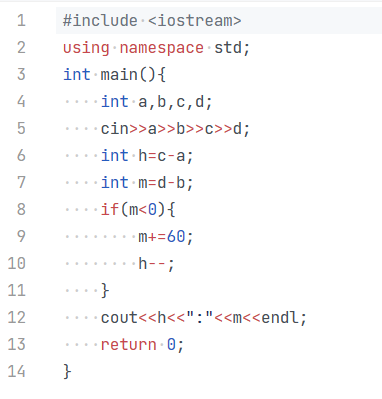 1 #include <iostream>
2 using namespace std;
3 int main(){
4 ····int a,b,c,d;
5 ····cin>>a>>b>>c>>d;
6 ····int h=c-a;
7 ····int m=d-b;
8 ····if(m<0){
9 ········m+=60;
10 ········h--;
11 ····}
12 ····cout<<h<<":"<<m<<endl;
13 ····return 0;
14 }